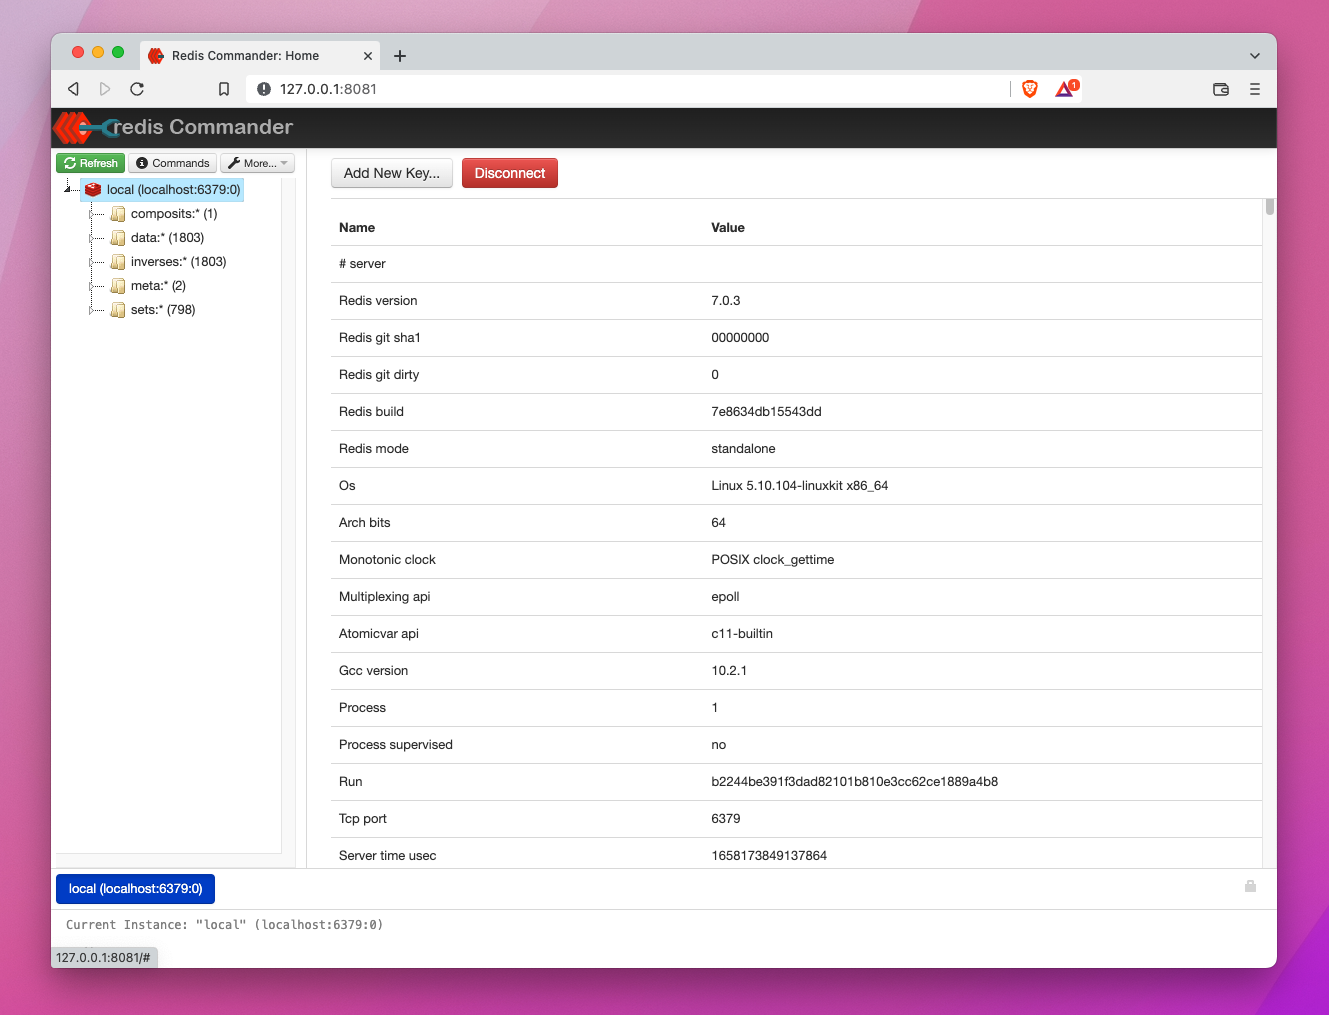 Redis Commander: Home
127.0.0.1:8081
1
redis Commander
Refresh
Commands
More...
local (localhost:6379:0)
composits:* (1)
data:* (1803)
inverses:* (1803)
meta:* (2)
sets:* (798)
Add New Key...
Disconnect
Name Value
# server
Redis version 7.0.3
Redis git sha1 00000000
Redis git dirty 0
Redis build 7e8634db15543dd
Redis mode standalone
Os Linux 5.10.104-linuxkit x86_64
Arch bits 64
Monotonic clock POSIX clock_gettime
Multiplexing api epoll
Atomicvar api c11-builtin
Gcc version 10.2.1
Process 1
Process supervised no
Run b2244be391f3dad82101b810e3cc62ce1889a4b8
Tcp port 6379
Server time usec 1658173849137864
local (localhost:6379:0)
Current Instance: "local" (localhost:6379:0)
127.0.0.1:8081/#